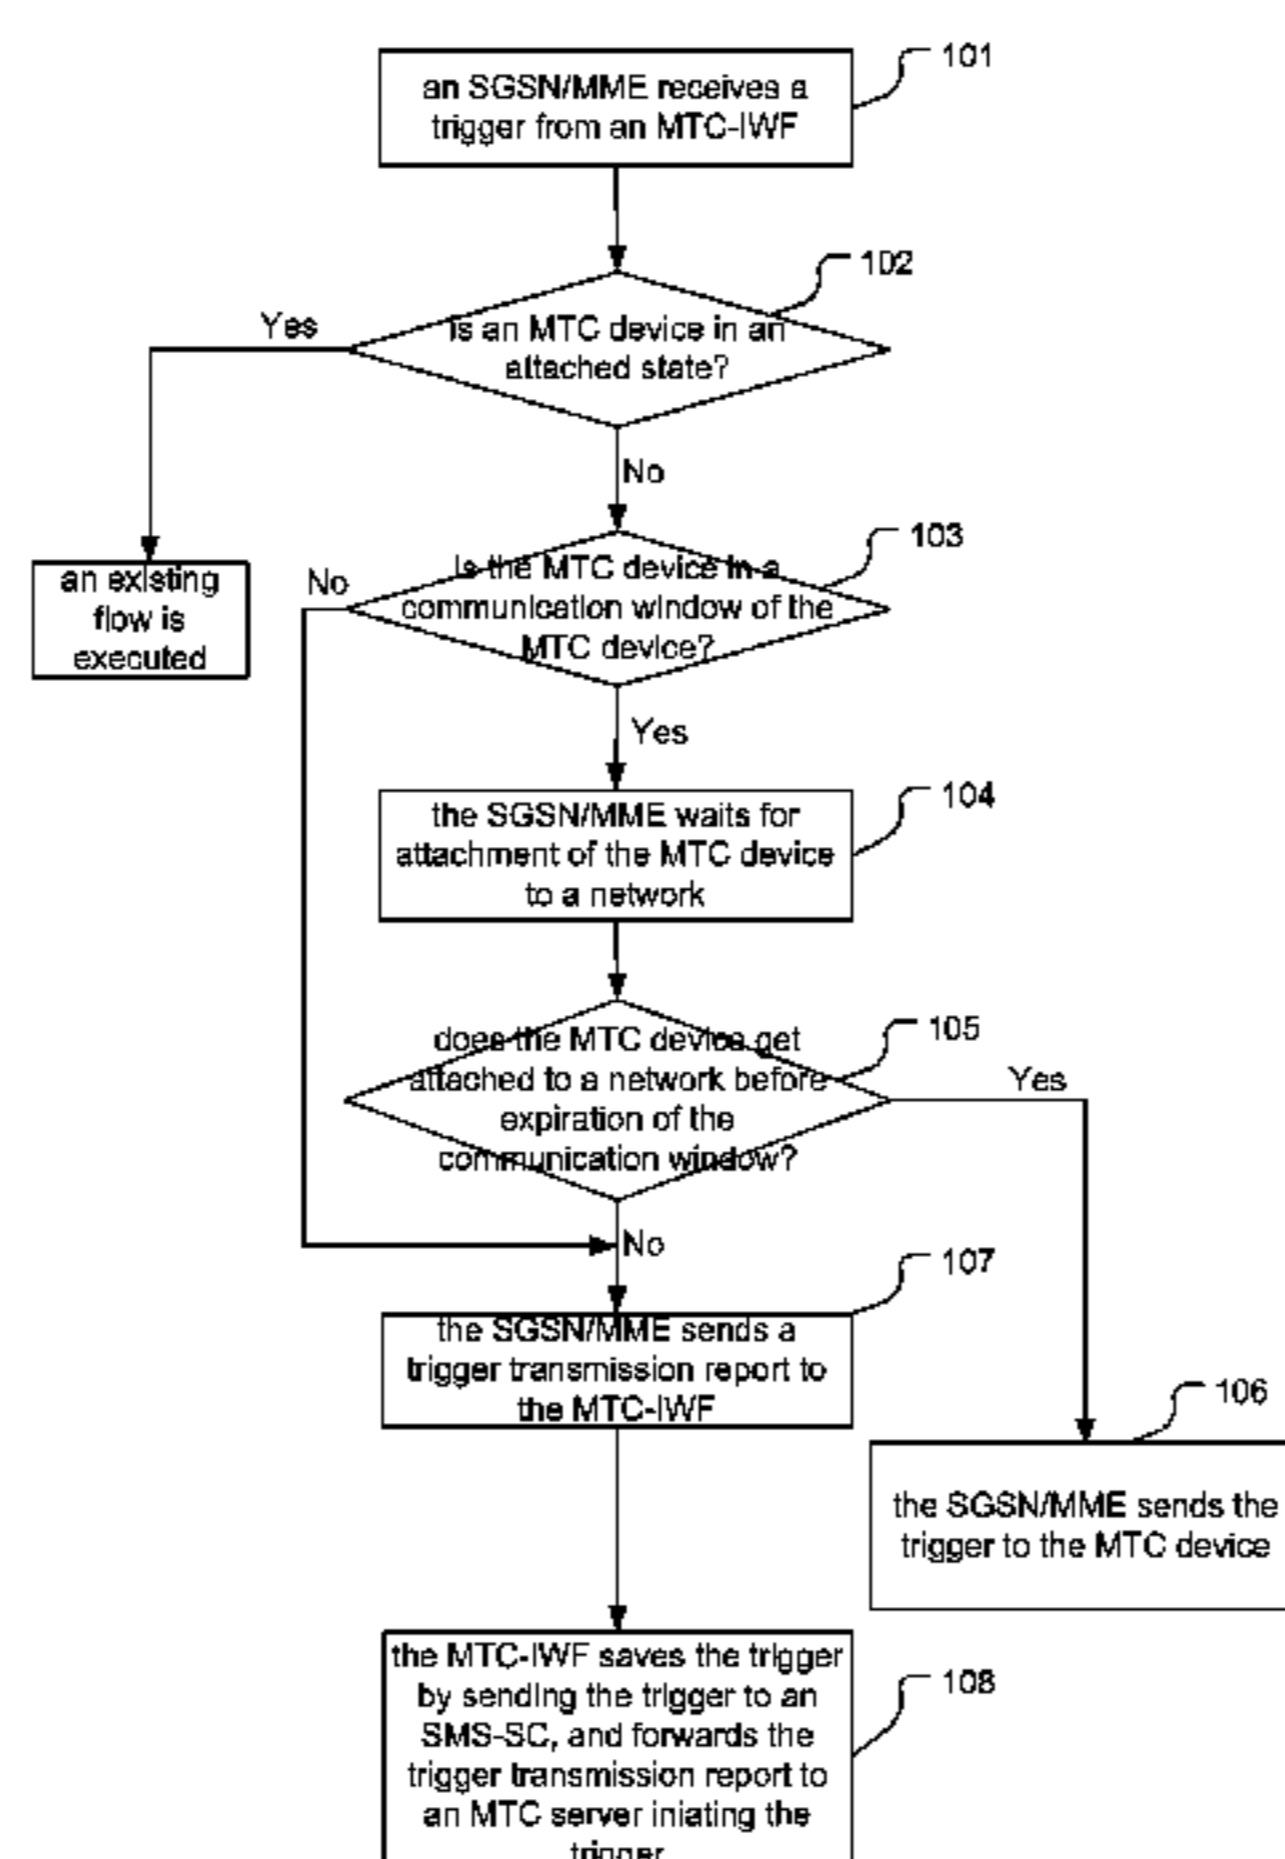 101
an SGSN/MME receives a
trigger from an MTC-IWF
102
Yes
is an MTC device in an
attached state?
No
103
an existing
flow is
executed
No
is the MTC device in a
communication window of the
MTC device?
Yes
104
the SGSN/MME waits for
attachment of the MTC device
to a network
105
does the MTC device get
attached to a network before
expiration of the
communication window?
Yes
No
107
the SGSN/MME sends a
trigger transmission report to
the MTC-IWF
106
the SGSN/MME sends the
trigger to the MTC device
108
the MTC-IWF saves the trigger
by sending the trigger to an
SMS-SC, and forwards the
trigger transmission report to
an MTC server iniating the
trigger